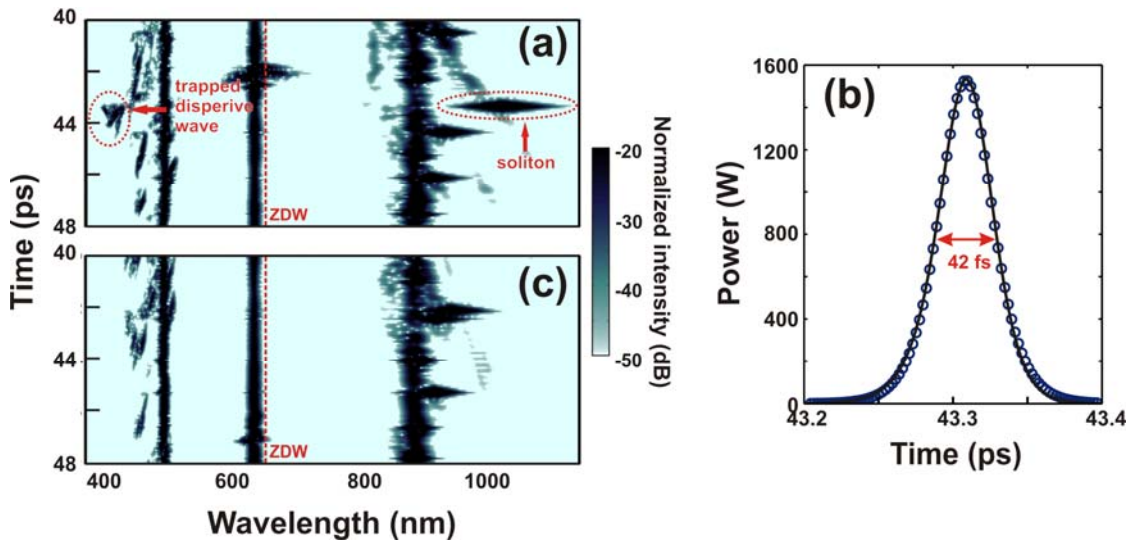 40
(a)
trapped
disperive
wave
44
soliton
48
ZDW
Time (ps)
40
(c)
44
48
ZDW
400
600
800
1000
Wavelength (nm)
-20
-30
-40
-50
Normalized intensity (dB)
1600
(b)
1200
800
42 fs
400
0
Power (W)
43.2
43.3
43.4
Time (ps)